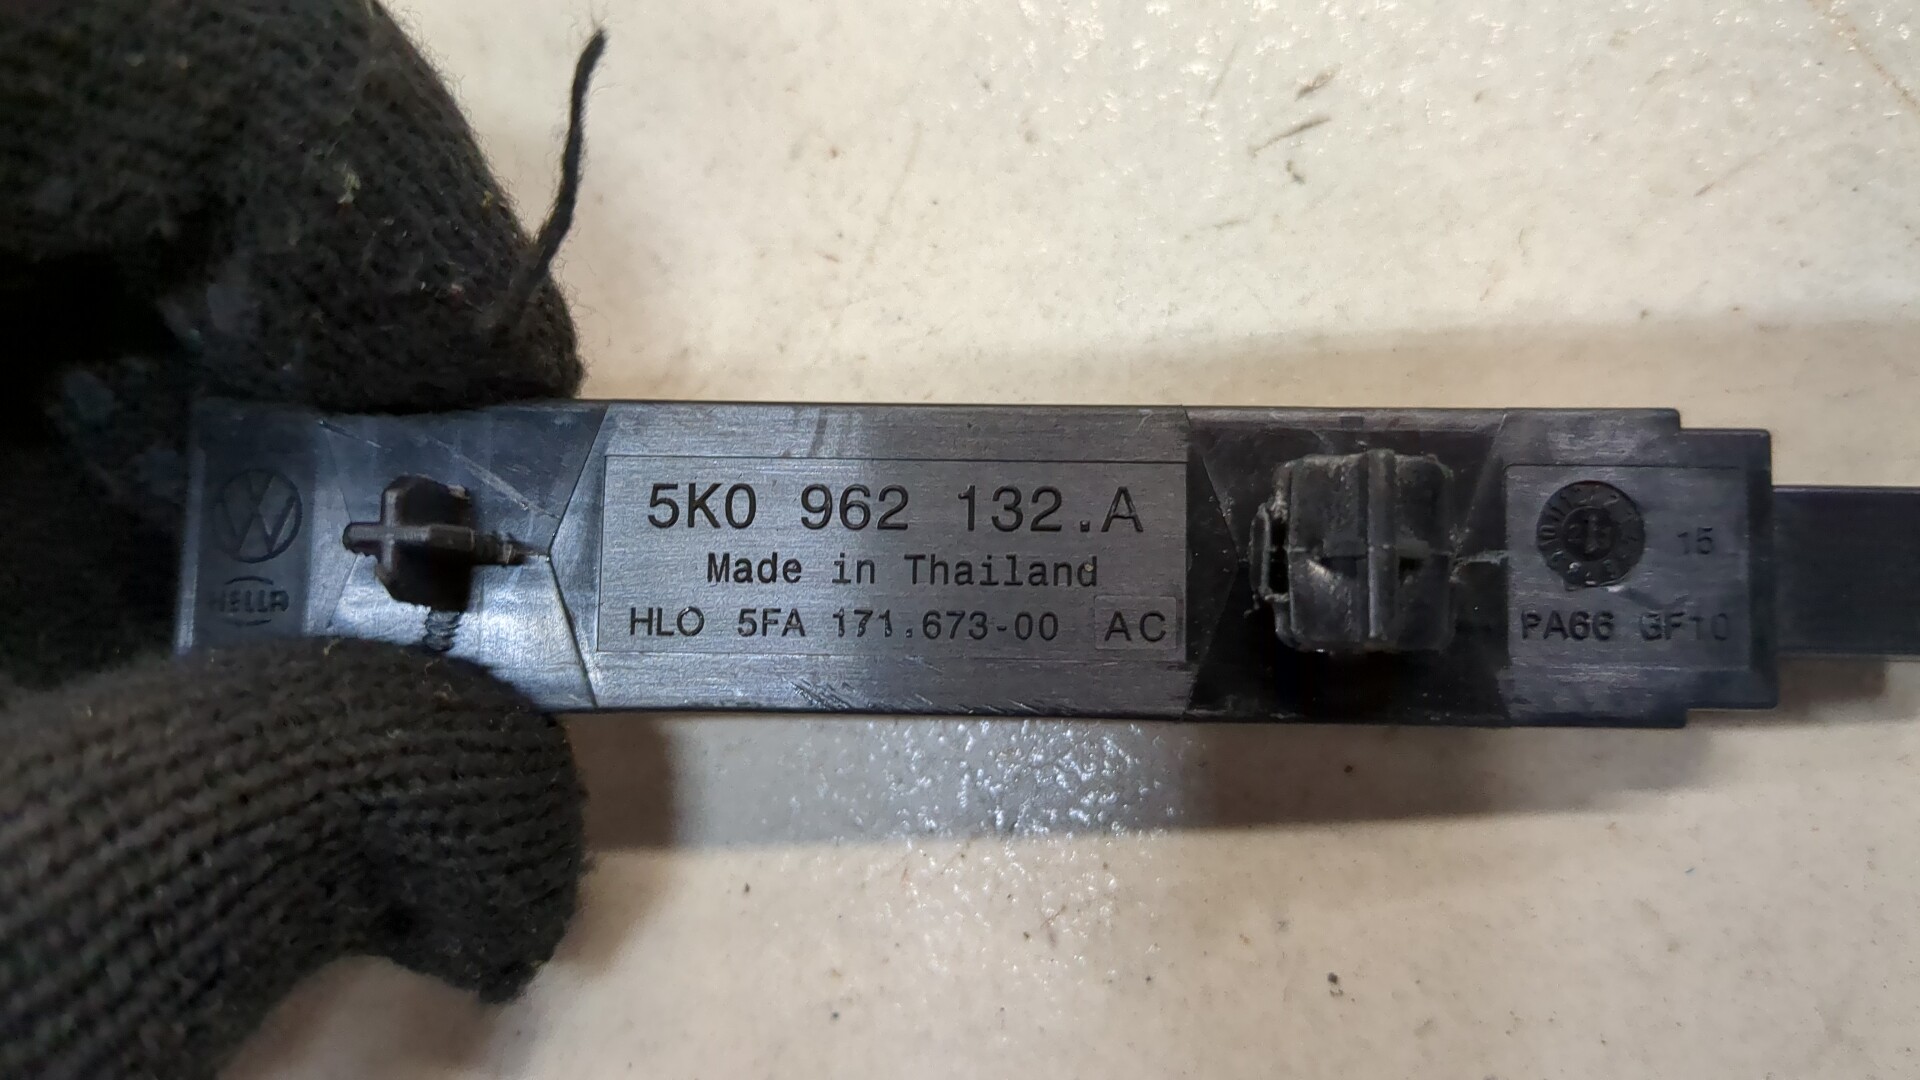 5K0 962 132.A
Made in Thailand
HLO 5FA 171.673-00 AC
HELLA
15
PA66 GF10